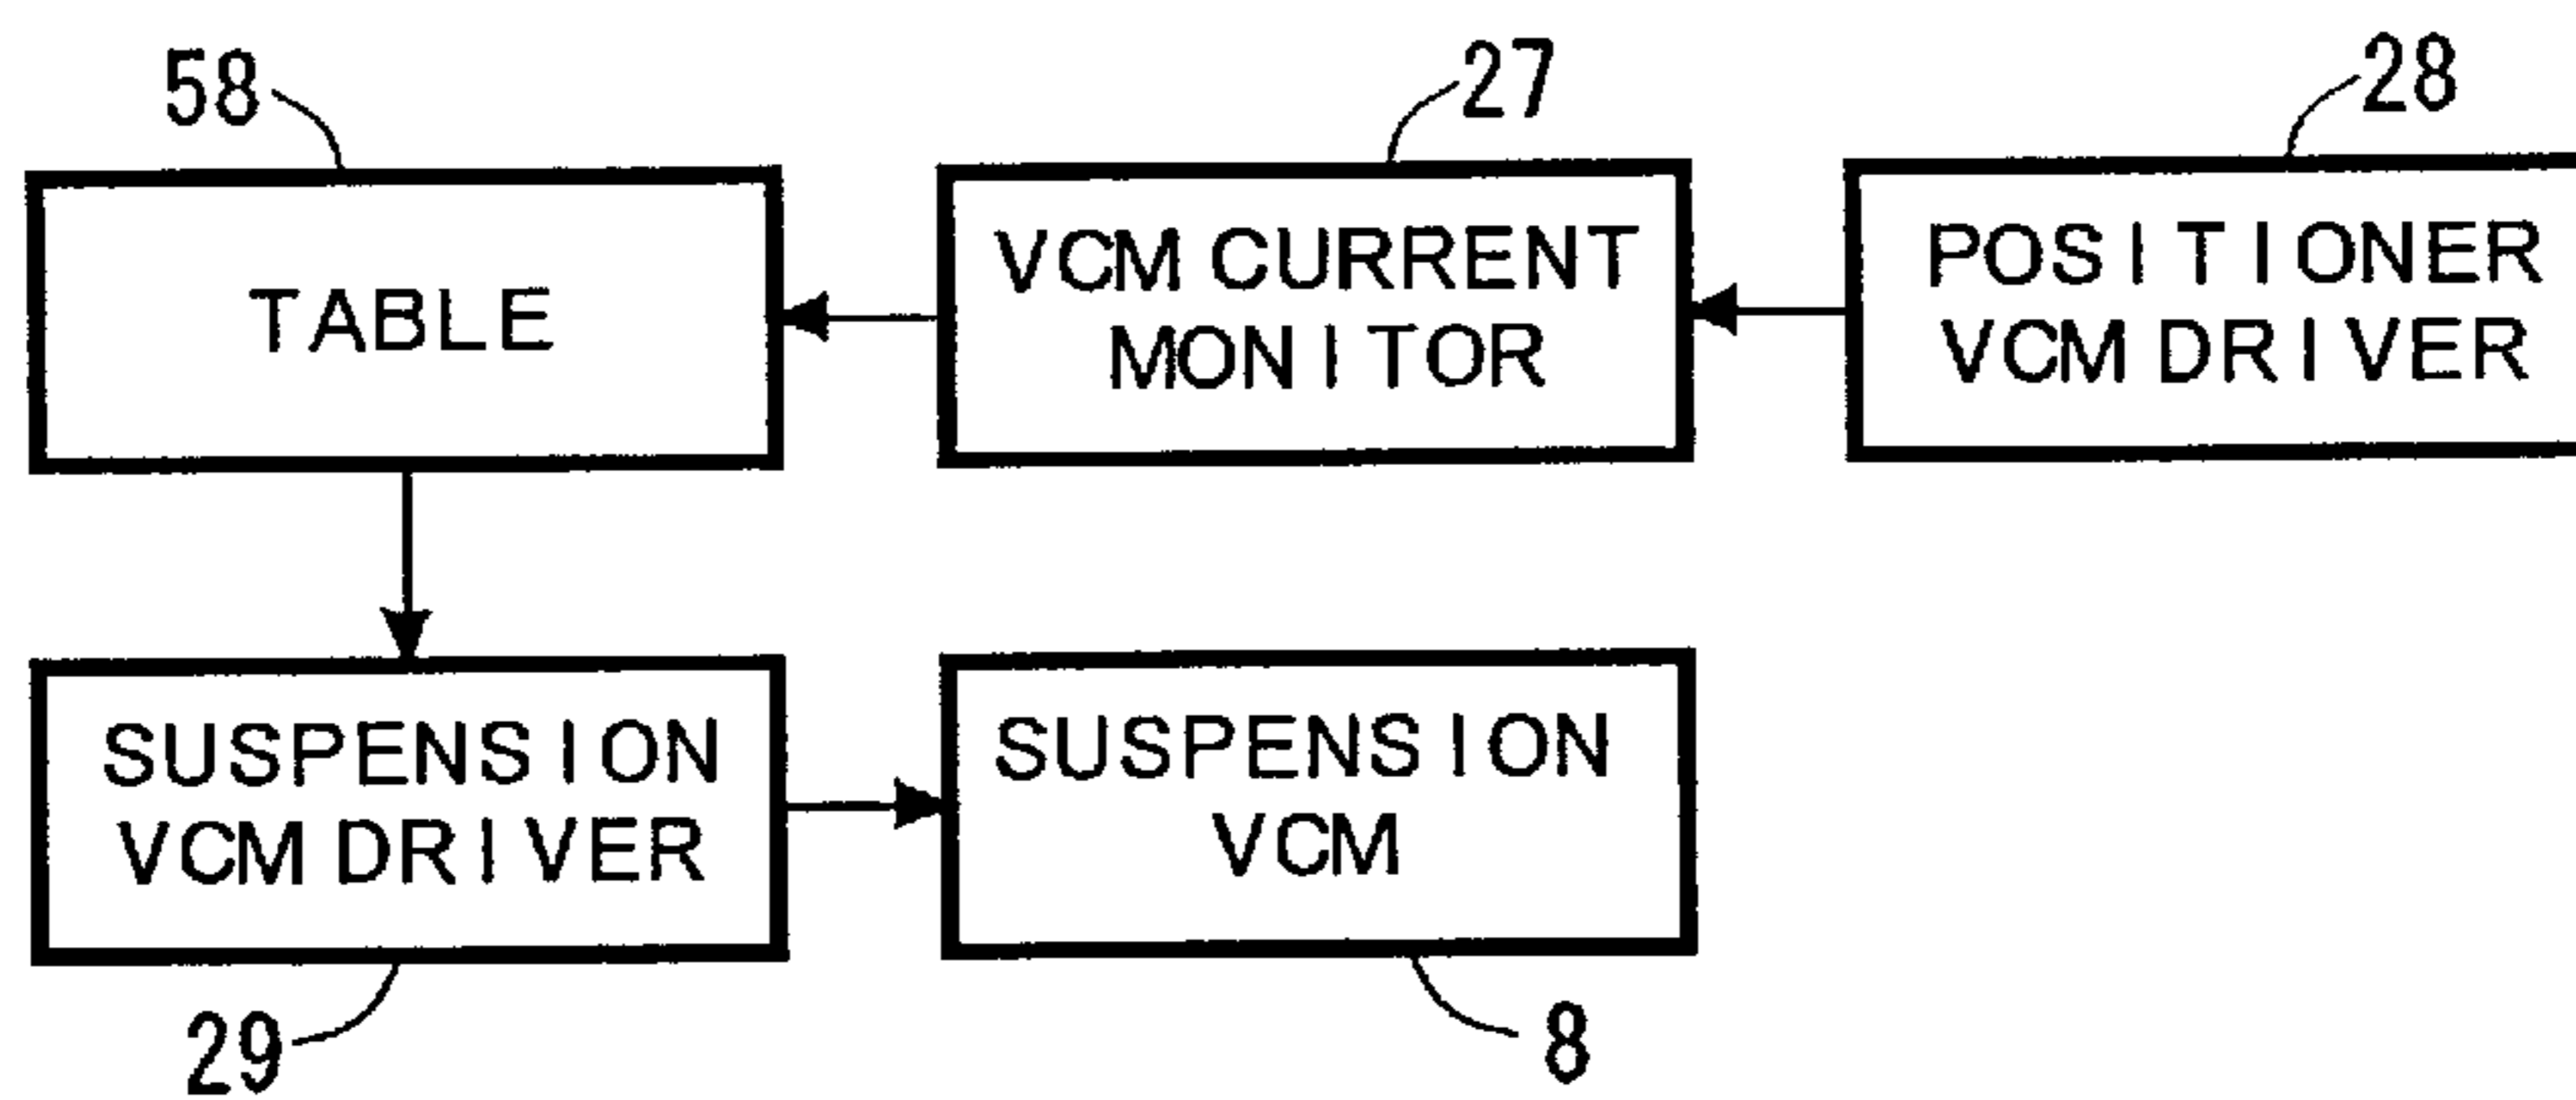 58
27
28
TABLE
VCM CURRENT
MONITOR
POSITIONER
VCM DRIVER
SUSPENSION
VCM DRIVER
SUSPENSION
VCM
29
8